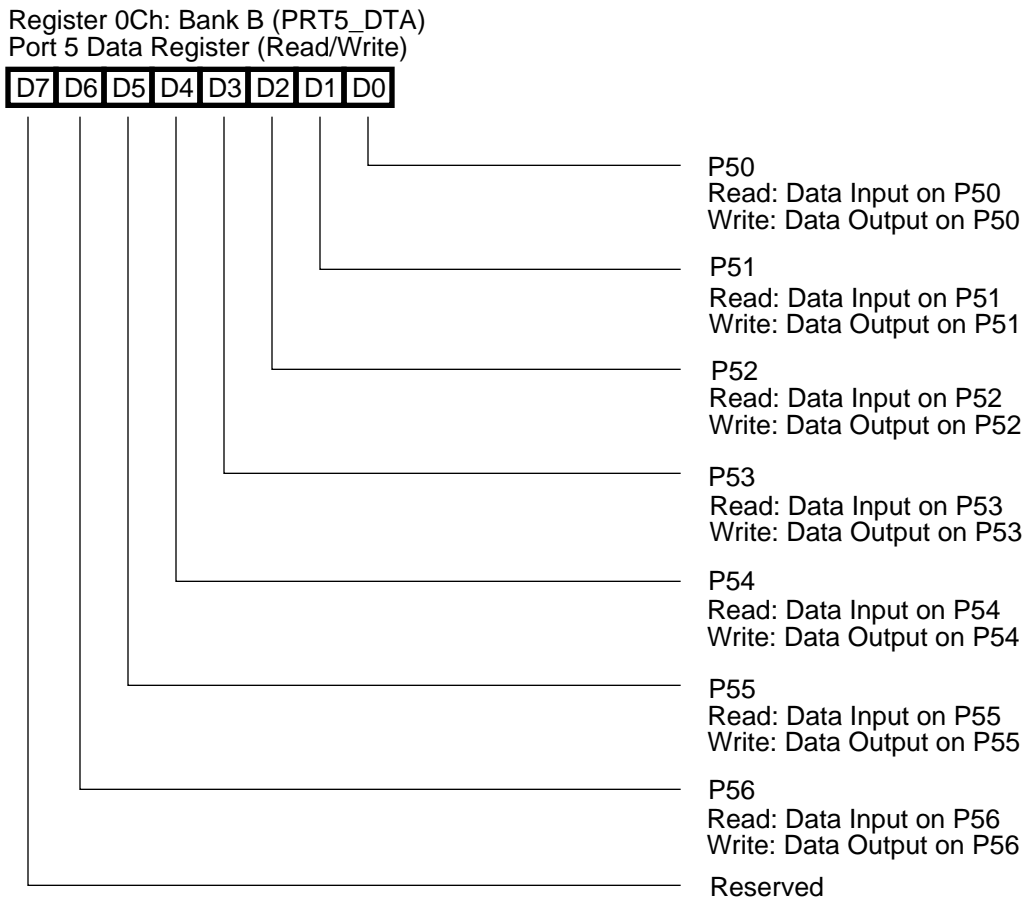 Register 0Ch: Bank B (PRT5_DTA)
Port 5 Data Register (Read/Write)
D7 D6 D5 D4 D3 D2 D1 D0
P50
Read: Data Input on P50
Write: Data Output on P50
P51
Read: Data Input on P51
Write: Data Output on P51
P52
Read: Data Input on P52
Write: Data Output on P52
P53
Read: Data Input on P53
Write: Data Output on P53
P54
Read: Data Input on P54
Write: Data Output on P54
P55
Read: Data Input on P55
Write: Data Output on P55
P56
Read: Data Input on P56
Write: Data Output on P56
Reserved